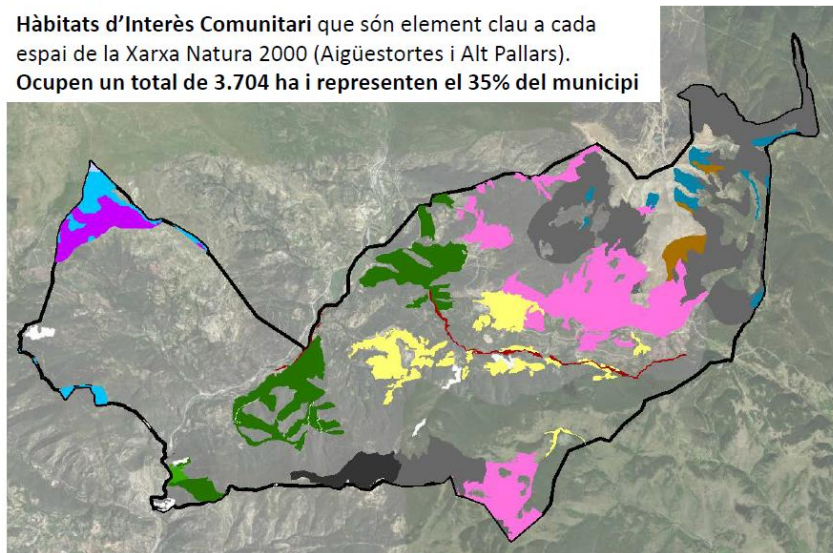 Hàbitats d’Interès Comunitari que són element clau a cada
espai de la Xarxa Natura 2000 (Aigüestortes i Alt Pallars).
Ocupen un total de 3.704 ha i representen el 35% del municipi